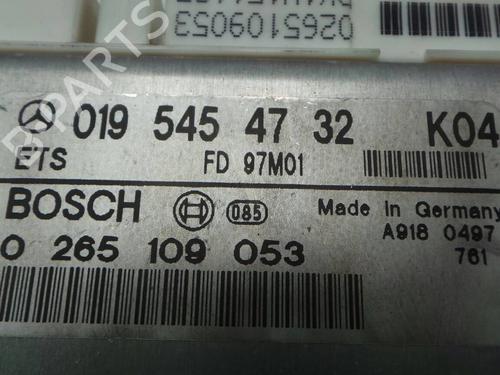 0265109053
019 545 47 32 K04
ETS FD 97M01
BOSCH 085 Made in Germany
0 265 109 053 A918 0497
761
B-PARTS